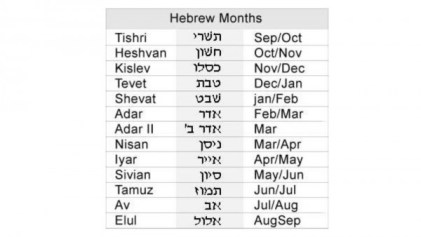 Hebrew Months
Tishri תשרי Sep/Oct
Heshvan חשון Oct/Nov
Kislev כסלו Nov/Dec
Tevet טבת Dec/Jan
Shevat שבט jan/Feb
Adar אדר Feb/Mar
Adar II אדר ב' Mar
Nisan ניסן Mar/Apr
Iyar אייר Apr/May
Sivian סיון May/Jun
Tamuz תמוז Jun/Jul
Av אב Jul/Aug
Elul אלול AugSep